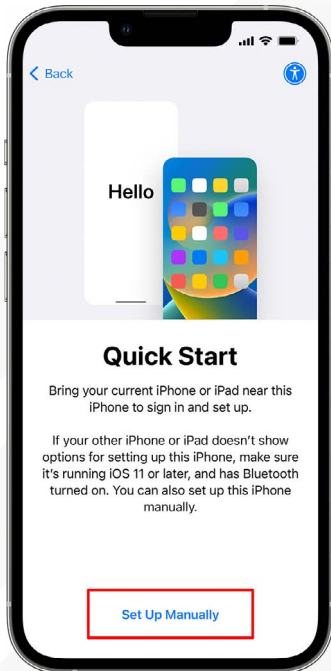 Back
Hello
Quick Start
Bring your current iPhone or iPad near this
iPhone to sign in and set up.
If your other iPhone or iPad doesn't show
options for setting up this iPhone, make sure
it's running iOS 11 or later, and has Bluetooth
turned on. You can also set up this iPhone
manually.
Set Up Manually